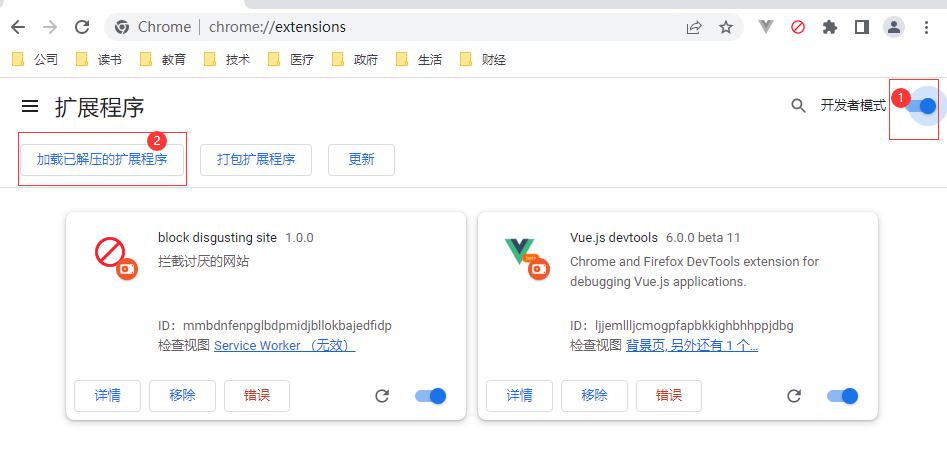 Chrome | chrome://extensions
公司 读书 教育 技术 医疗 政府 生活 财经
扩展程序 开发者模式 1
2
加载已解压的扩展程序 打包扩展程序 更新
block disgusting site 1.0.0
拦截讨厌的网站
ID：mmbdnfenpglbdpmidjbllokbajedfidp
检查视图 Service Worker （无效）
详情 移除 错误
Vue.js devtools 6.0.0 beta 11
Chrome and Firefox DevTools extension for
debugging Vue.js applications.
ID：ljjemllljcmogpfapbkkighbhhppjdbg
检查视图 背景页, 另外还有 1 个...
详情 移除 错误